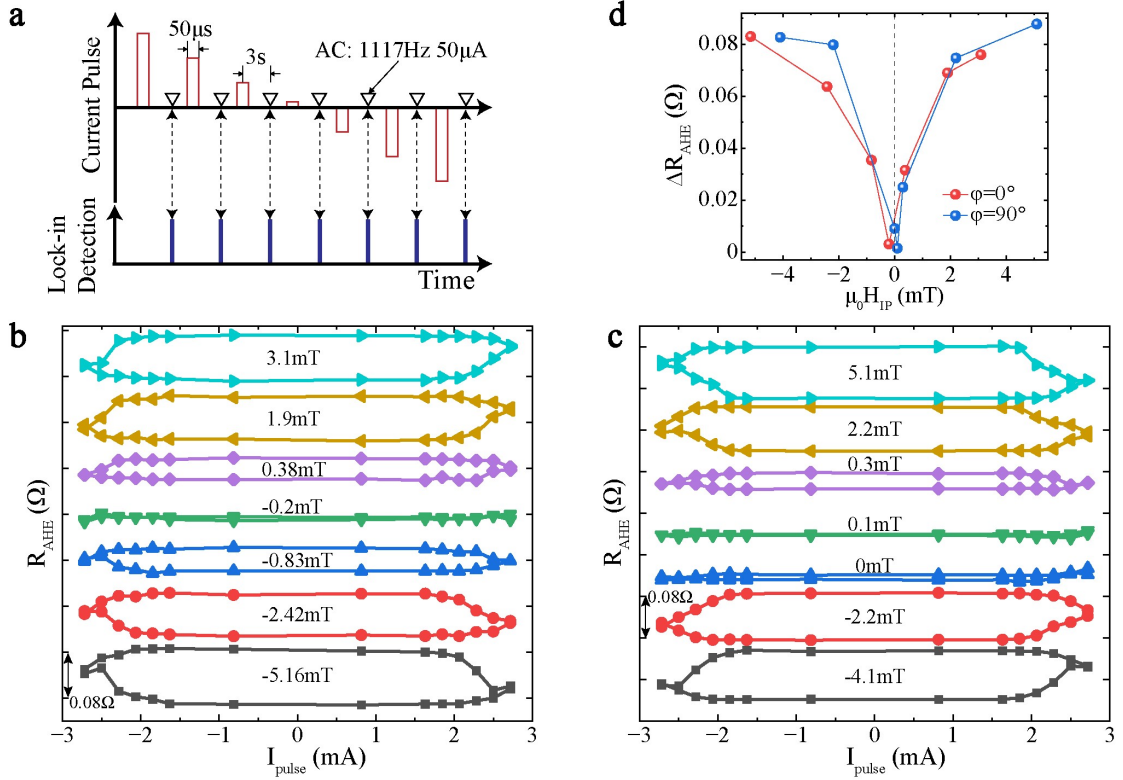 a
50μs
3s
AC: 1117Hz 50μA
Current Pulse
Lock-in
Detection
Time
d
0.08
0.06
0.04
0.02
0
ΔR_AHE (Ω)
φ=0°
φ=90°
−4 −2 0 2 4
μ₀H_IP (mT)
b
3.1mT
1.9mT
0.38mT
-0.2mT
-0.83mT
-2.42mT
-5.16mT
0.08Ω
R_AHE (Ω)
−3 −2 −1 0 1 2 3
I_pulse (mA)
c
5.1mT
2.2mT
0.3mT
0.1mT
0mT
-2.2mT
-4.1mT
0.08Ω
R_AHE (Ω)
−3 −2 −1 0 1 2 3
I_pulse (mA)